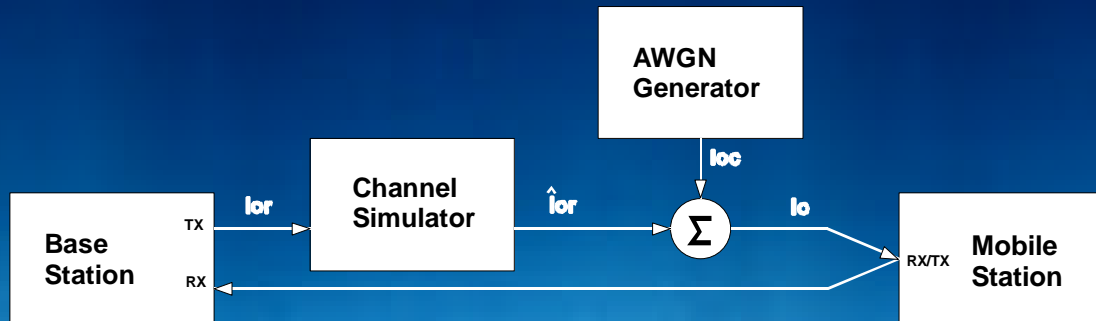 AWGN
Generator
Ioc
Channel
Simulator
Ior
Îor
Io
TX
Σ
Base
Station
RX
RX/TX
Mobile
Station